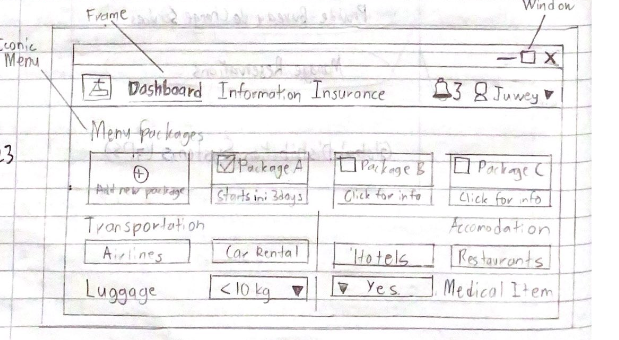 Frame
Window
Iconic
Menu
X
Dashboard Information Insurance 3 Juwey
Menu packages
23
Add new package
Package A
Starts in: 3days
Package B
Click for info
Package C
Click for info
Transportation
Accomodation
Airlines
Car Rental
Hotels
Restaurants
Luggage
<10 kg
Yes
Medical Item